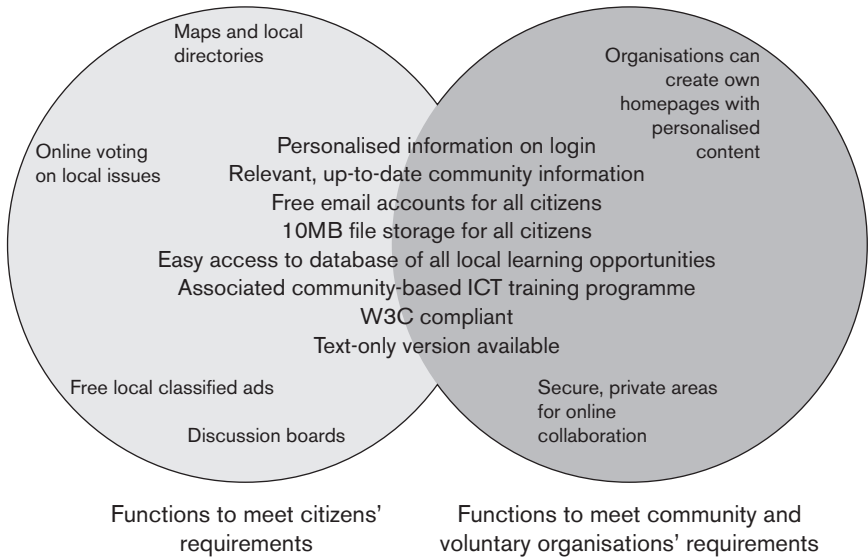 Maps and local
directories
Organisations can
create own
homepages with
personalised
content
Online voting
on local issues
Personalised information on login
Relevant, up-to-date community information
Free email accounts for all citizens
10MB file storage for all citizens
Easy access to database of all local learning opportunities
Associated community-based ICT training programme
W3C compliant
Text-only version available
Free local classified ads
Discussion boards
Secure, private areas
for online
collaboration
Functions to meet citizens’
requirements
Functions to meet community and
voluntary organisations’ requirements